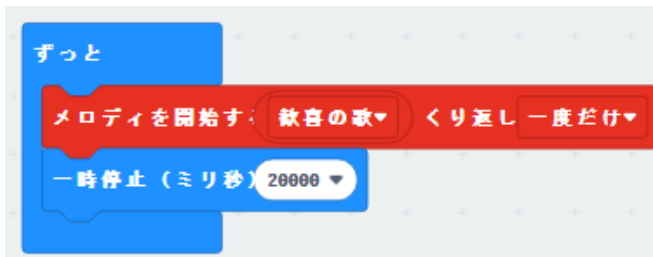 ずっと
メロディを開始する 歓喜の歌 くり返し 一度だけ
一時停止（ミリ秒） 20000